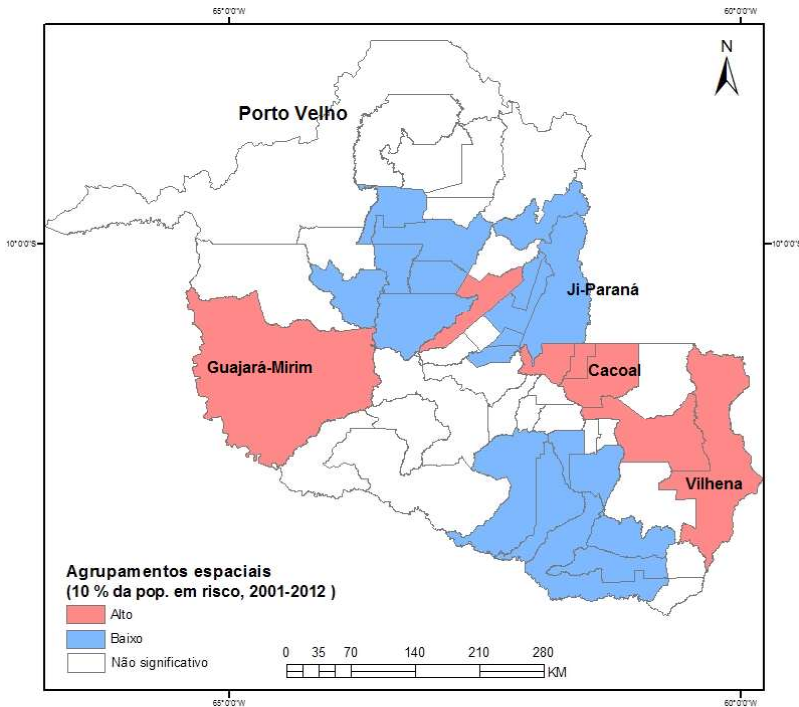 65°0'0"W 60°0'0"W
N
Porto Velho
10°0'0"S 10°0'0"S
Ji-Paraná
Guajará-Mirim
Cacoal
Vilhena
Agrupamentos espaciais
(10 % da pop. em risco, 2001-2012 )
Alto
Baixo
Não significativo
0 35 70 140 210 280
KM
65°0'0"W 60°0'0"W